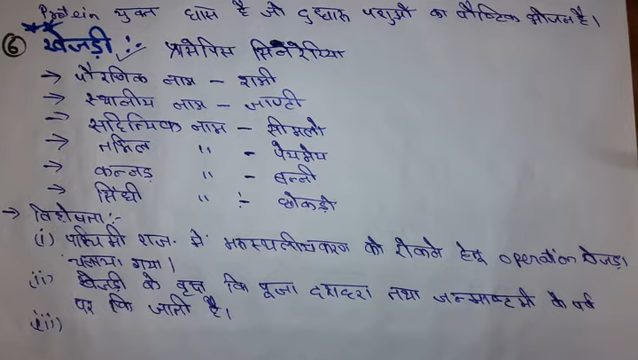 Protein युक्त घास है जो दुधारू पशुओं का पौष्टिक भोजन है।
⑥ ** खेजड़ी :- ✓ प्रोसेपिस सिनेरेरिया
→ पौराणिक नाम - शमी
→ स्थानीय नाम - जाण्टी
→ साहित्यिक नाम - सीमलो
→ तमिल " - पेयमेय
→ कन्नड़ " - बन्नी
→ सिंधी " :- छोकड़ो
→ विशेषता :-
(i) पश्चिमी राज. में मरुस्थलीयकरण को रोकने हेतु operation खेजड़ा
चलाया गया।
(ii) खेजड़ी के वृक्ष कि पूजा दशहरा तथा जन्माष्टमी के पर्व
पर कि जाती है।
(iii)